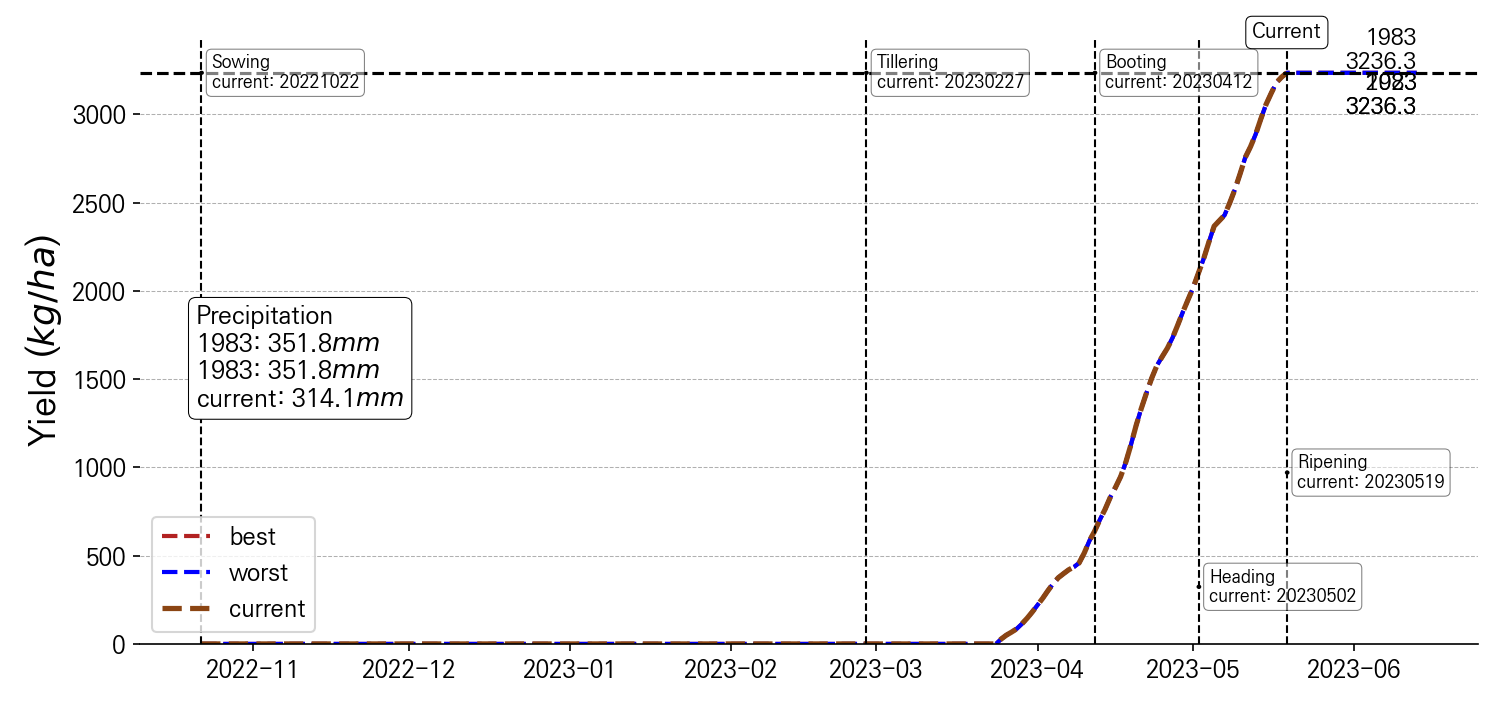 Current
1983
3236.3
1983
3236.3
Sowing
current: 20221022
Tillering
current: 20230227
Booting
current: 20230412
3000
2500
2000
1500
1000
500
0
Yield (kg/ha)
Precipitation
1983: 351.8mm
1983: 351.8mm
current: 314.1mm
Ripening
current: 20230519
Heading
current: 20230502
best
worst
current
2022-11
2022-12
2023-01
2023-02
2023-03
2023-04
2023-05
2023-06